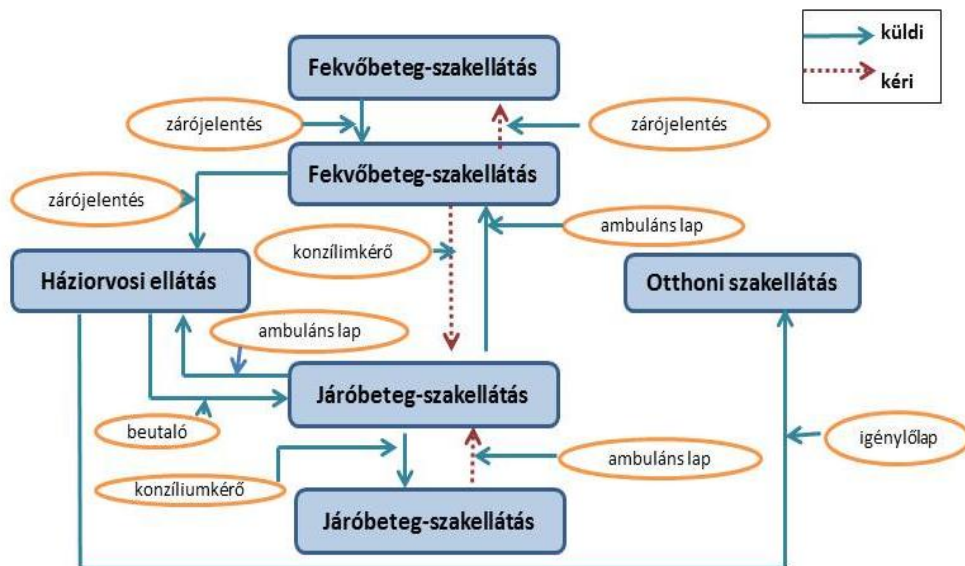 küldi
Fekvőbeteg-szakellátás
kéri
zárójelentés
zárójelentés
Fekvőbeteg-szakellátás
zárójelentés
ambuláns lap
konzílimkérő
Háziorvosi ellátás
Otthoni szakellátás
ambuláns lap
Járóbeteg-szakellátás
beutaló
igénylőlap
ambuláns lap
konzíliumkérő
Járóbeteg-szakellátás